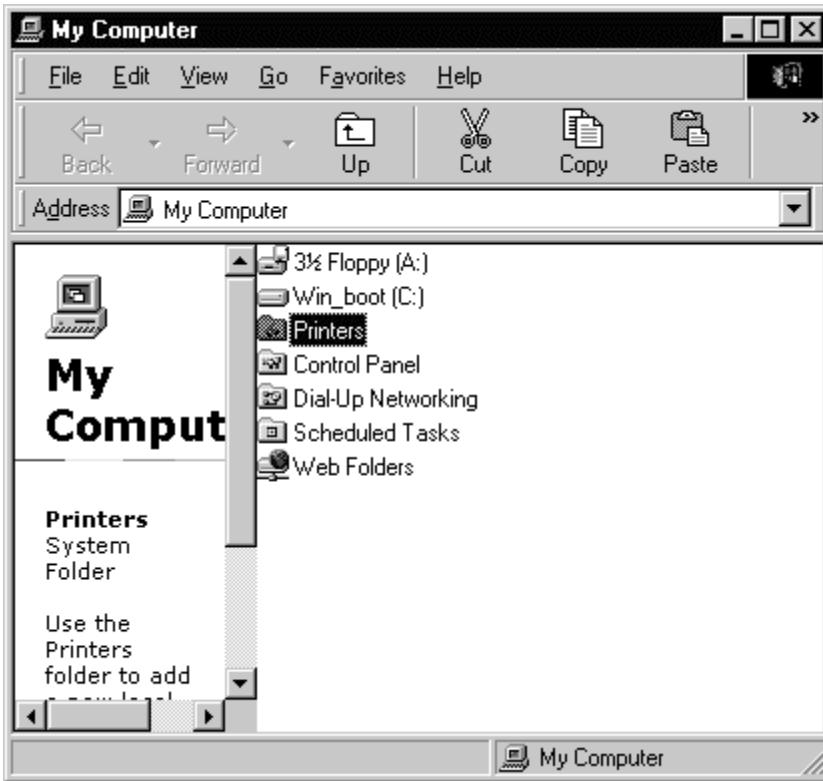 My Computer
File Edit View Go Favorites Help
»
Back Forward Up Cut Copy Paste
Address My Computer
3½ Floppy (A:)
Win_boot (C:)
Printers
Control Panel
Dial-Up Networking
Scheduled Tasks
Web Folders
My
Comput
Printers
System
Folder
Use the
Printers
folder to add
a new local
My Computer